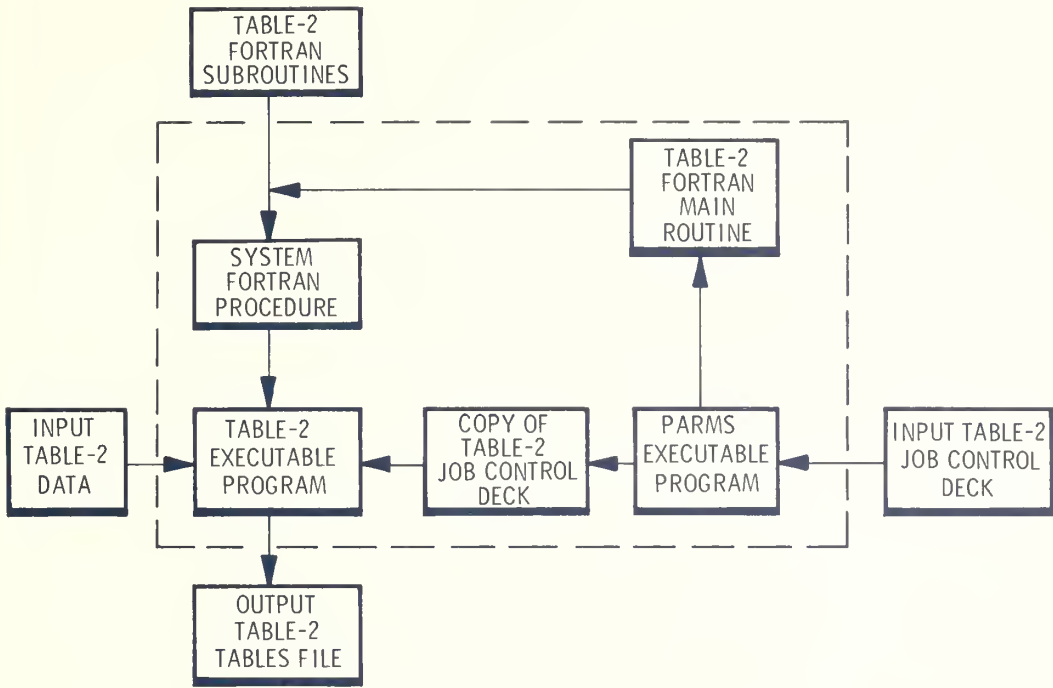 TABLE-2
FORTRAN
SUBROUTINES
TABLE-2
FORTRAN
MAIN
ROUTINE
SYSTEM
FORTRAN
PROCEDURE
INPUT
TABLE-2
DATA
TABLE-2
EXECUTABLE
PROGRAM
COPY OF
TABLE-2
JOB CONTROL
DECK
PARMS
EXECUTABLE
PROGRAM
INPUT TABLE-2
JOB CONTROL
DECK
OUTPUT
TABLE-2
TABLES FILE